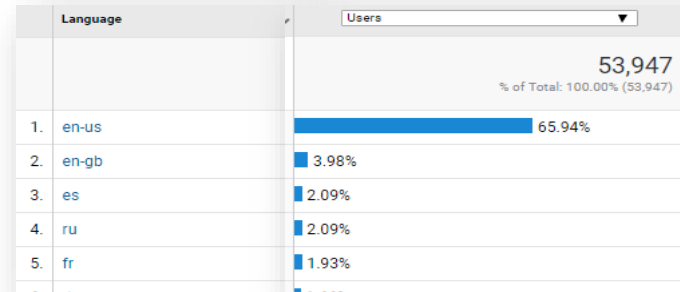 Language Users
53,947
% of Total: 100.00% (53,947)
1. en-us 65.94%
2. en-gb 3.98%
3. es 2.09%
4. ru 2.09%
5. fr 1.93%